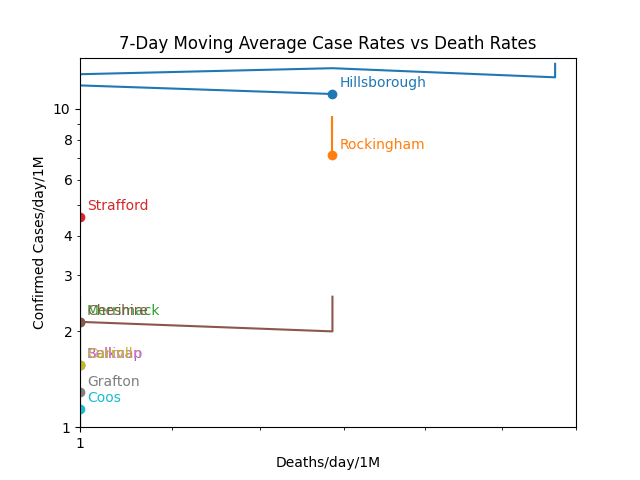 7-Day Moving Average Case Rates vs Death Rates
Hillsborough
10
Rockingham
8
6
Strafford
4
3
Merrimack
2
Grafton
Coos
1
1
Deaths/day/1M
Confirmed Cases/day/1M